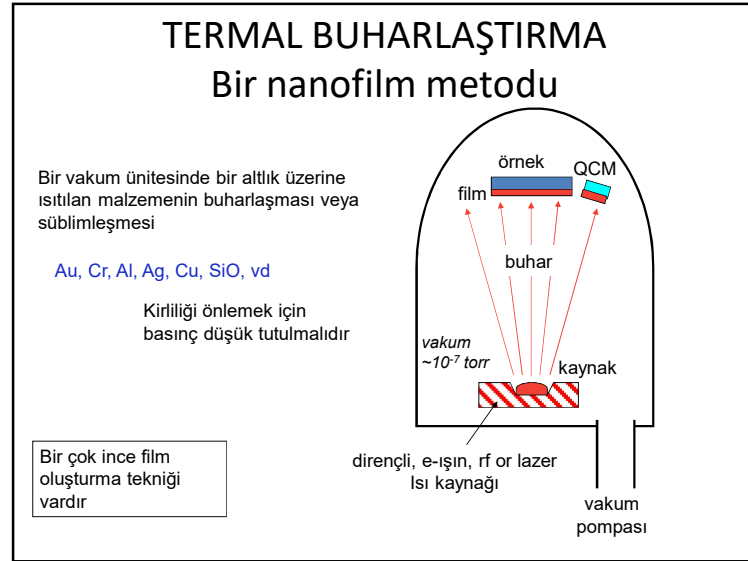 TERMAL BUHARLAŞTIRMA
Bir nanofilm metodu
Bir vakum ünitesinde bir altlık üzerine
ısıtılan malzemenin buharlaşması veya
süblimleşmesi
Au, Cr, Al, Ag, Cu, SiO, vd
Kirliliği önlemek için
basınç düşük tutulmalıdır
Bir çok ince film
oluşturma tekniği
vardır
örnek
QCM
film
buhar
vakum
~10⁻⁷ torr
kaynak
dirençli, e-ışın, rf or lazer
Isı kaynağı
vakum
pompası